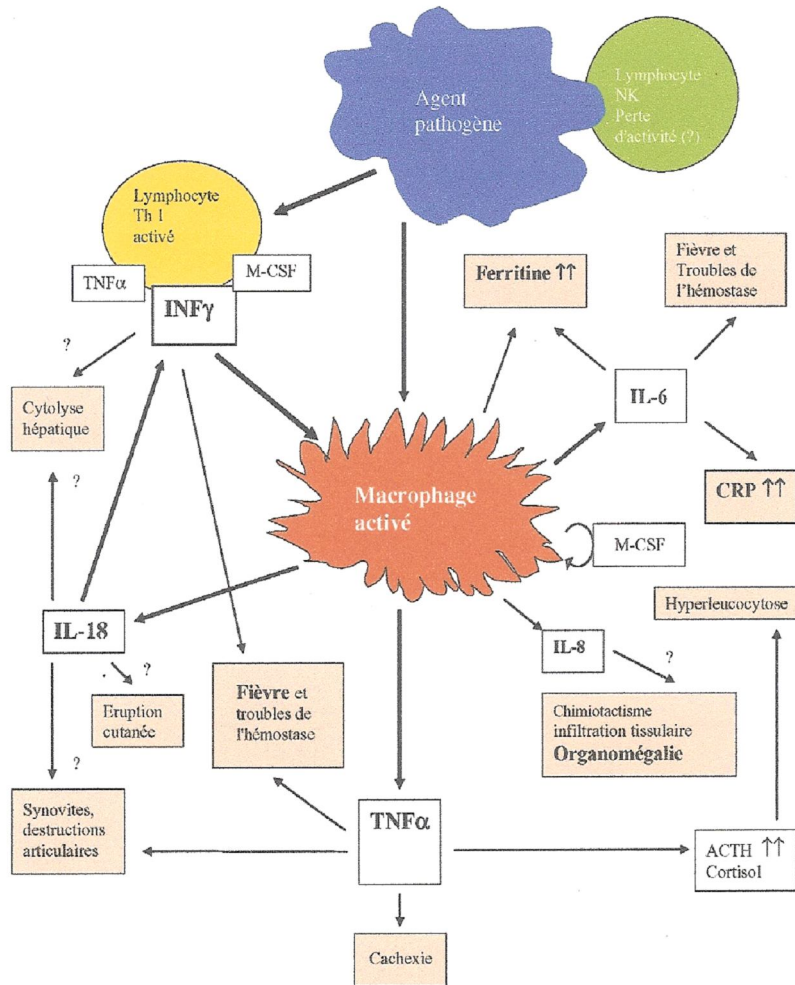 Agent
pathogène
Lymphocyte
NK
Perte
d'activité (?)
Lymphocyte
Th 1
activé
TNFα
M-CSF
INFγ
Ferritine ↑↑
Fièvre et
Troubles de
l'hémostase
?
Cytolyse
hépatique
?
IL-6
CRP ↑↑
Macrophage
activé
M-CSF
Hyperleucocytose
IL-18
?
Eruption
cutanée
?
Fièvre et
troubles de
l'hémostase
IL-8
?
Chimiotactisme
infiltration tissulaire
Organomégalie
Synovites,
destructions
articulaires
TNFα
ACTH ↑↑
Cortisol
Cachexie